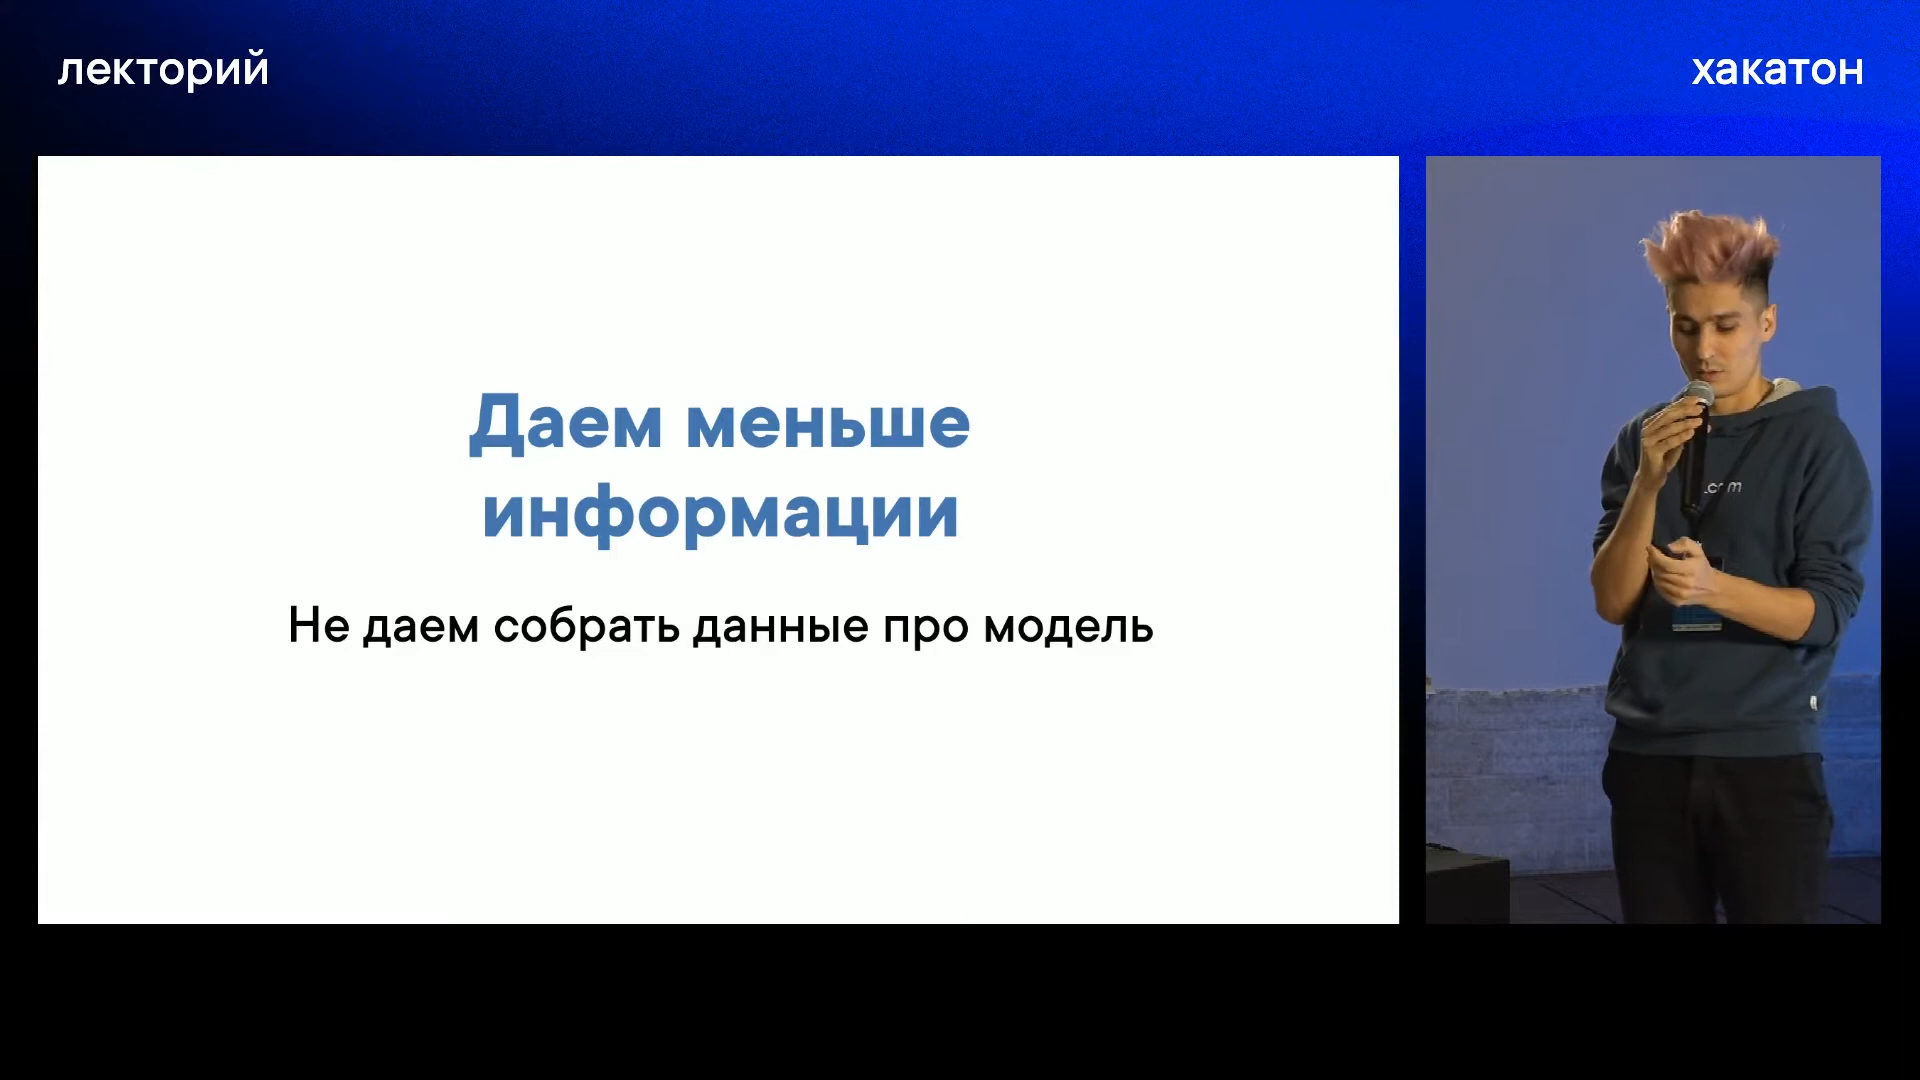 лекторий
хакатон
Даем меньше
информации
Не даем собрать данные про модель